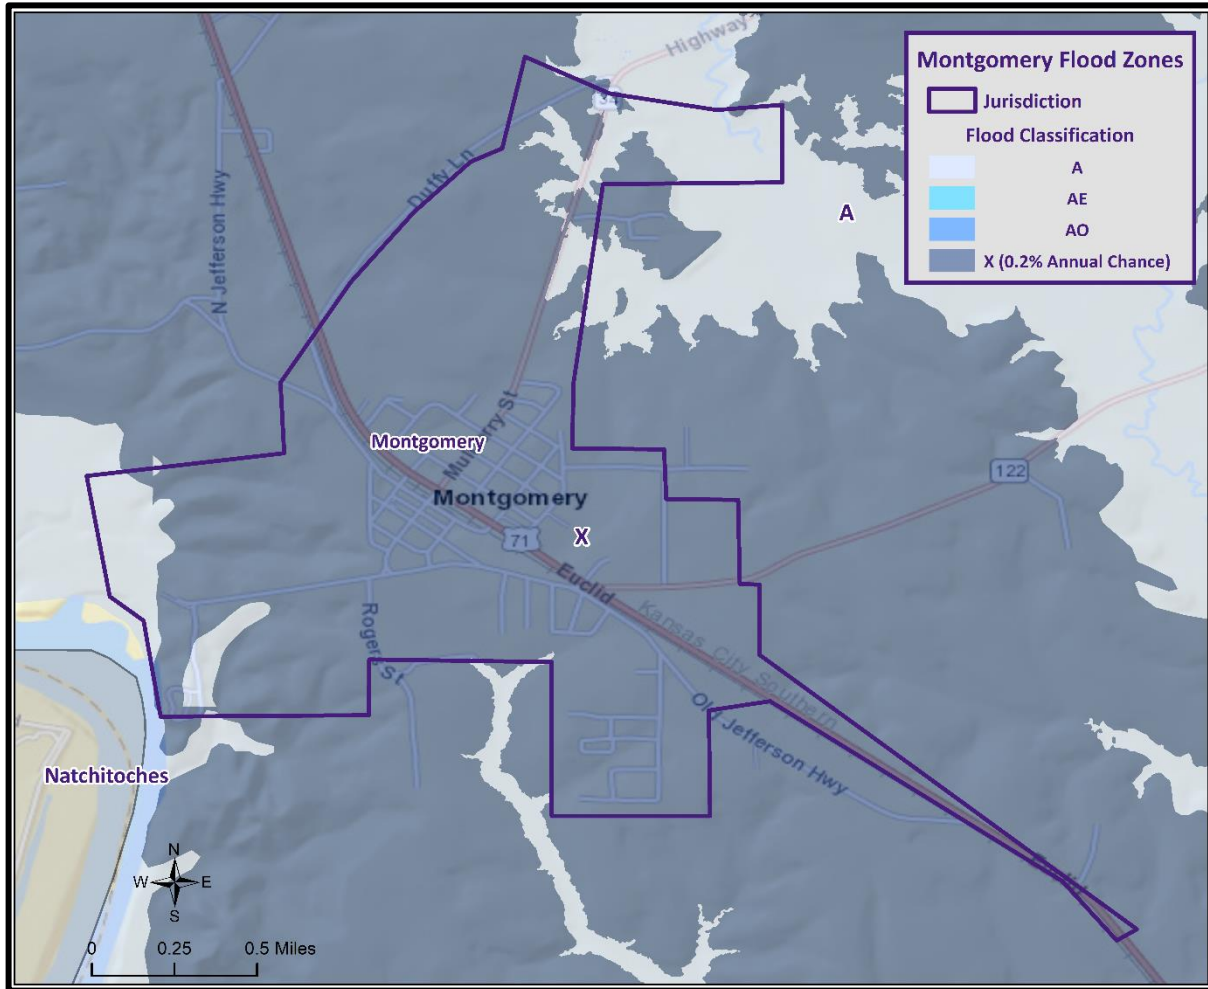 Montgomery Flood Zones
Jurisdiction
Flood Classification
A
AE
AO
X (0.2% Annual Chance)
Highway
34
Duffy Ln
N Jefferson Hwy
A
Mulberry St
Montgomery
Montgomery
122
71
X
Euclid
Kansas City Southern
Rogers St
Old Jefferson Hwy
Natchitoches
N
W
E
S
0
0.25
0.5 Miles